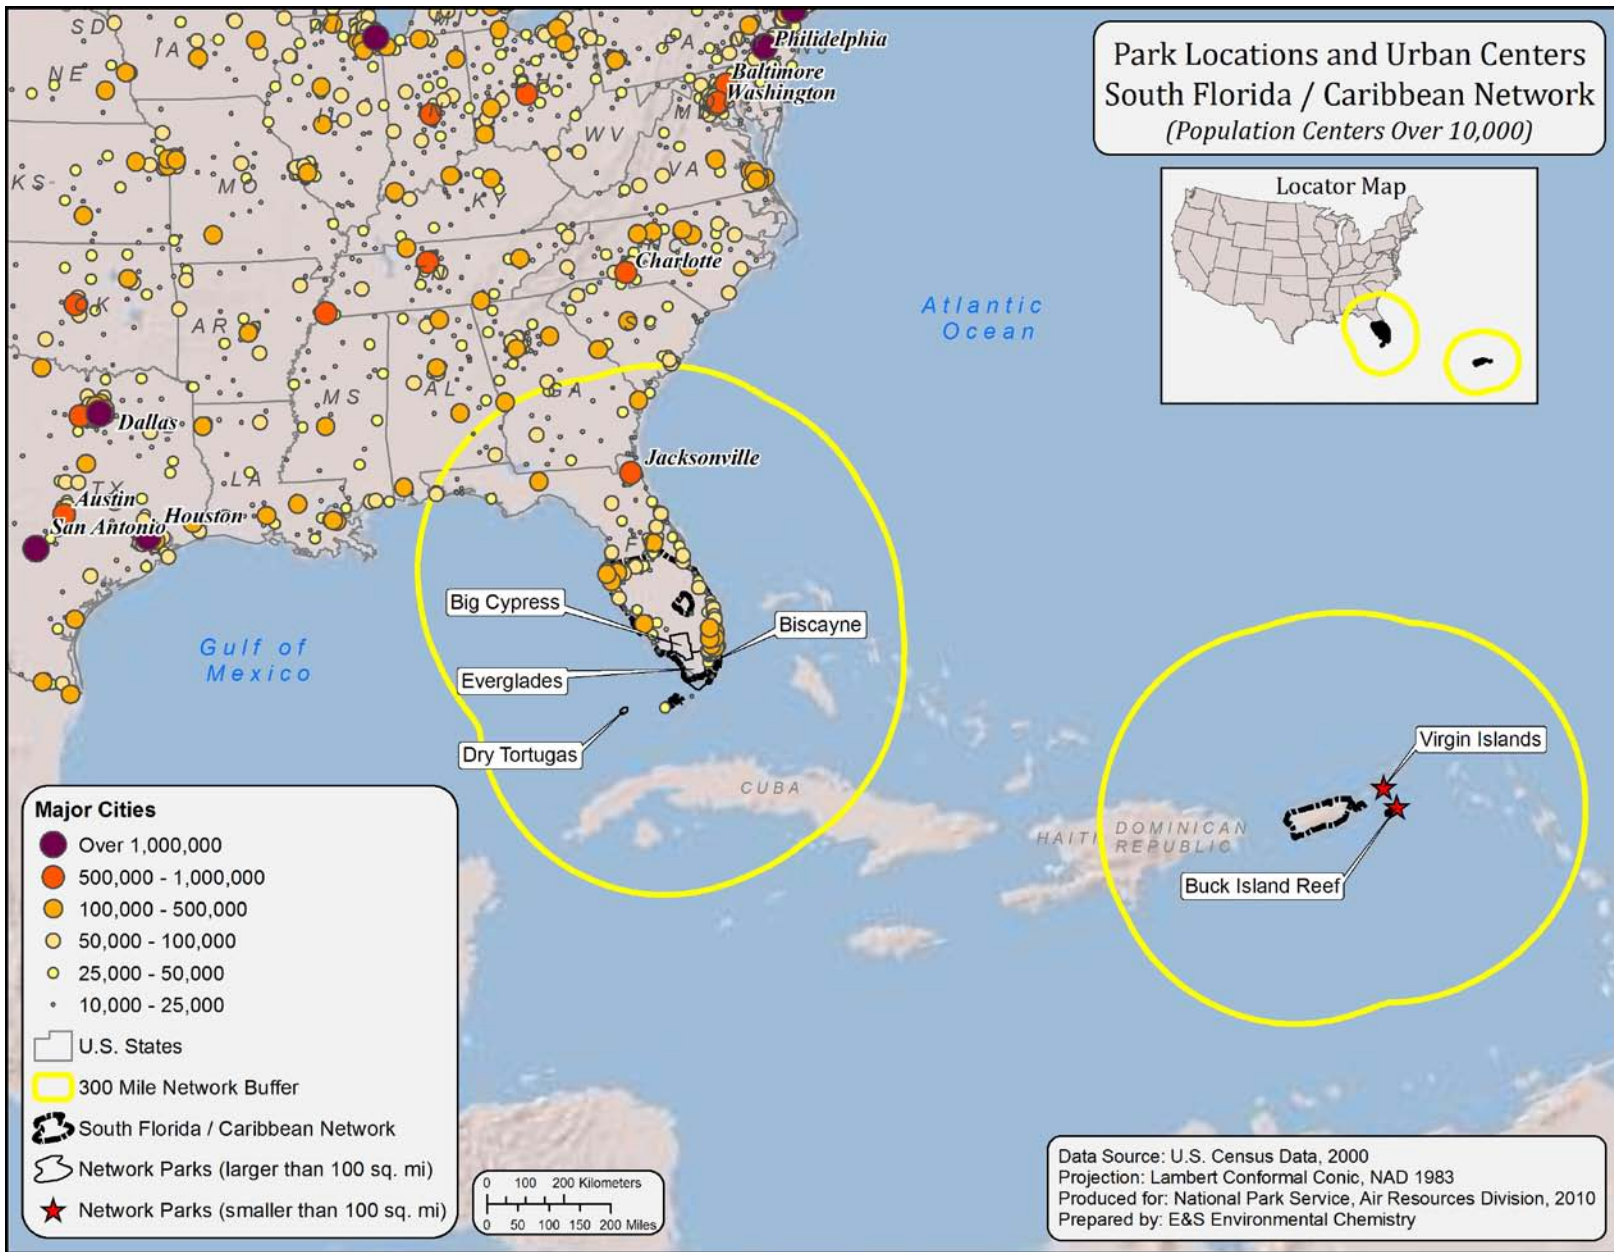 Park Locations and Urban Centers
South Florida / Caribbean Network
(Population Centers Over 10,000)
Locator Map
SD
IA
NE
PA
Philidelphia
Baltimore
Washington
WV
VA
KS
MO
KY
Charlotte
AR
SC
Atlantic
Ocean
MS
AL
GA
Dallas
Jacksonville
LA
TX
Austin
San Antonio
Houston
Gulf of
Mexico
Big Cypress
Biscayne
Everglades
Dry Tortugas
CUBA
HAITI
DOMINICAN
REPUBLIC
Virgin Islands
Buck Island Reef
Major Cities
Over 1,000,000
500,000 - 1,000,000
100,000 - 500,000
50,000 - 100,000
25,000 - 50,000
10,000 - 25,000
U.S. States
300 Mile Network Buffer
South Florida / Caribbean Network
Network Parks (larger than 100 sq. mi)
Network Parks (smaller than 100 sq. mi)
0 100 200 Kilometers
0 50 100 150 200 Miles
Data Source: U.S. Census Data, 2000
Projection: Lambert Conformal Conic, NAD 1983
Produced for: National Park Service, Air Resources Division, 2010
Prepared by: E&S Environmental Chemistry